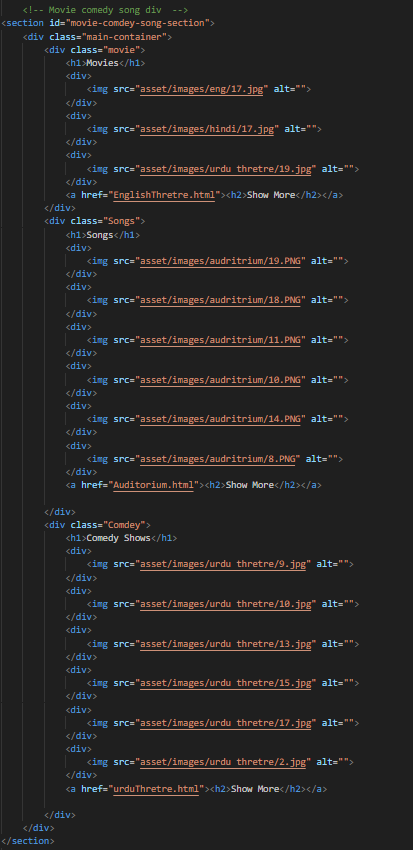 <!-- Movie comedy song div  -->
<section id="movie-comdey-song-section">
<div class="main-container">
<div class="movie">
<h1>Movies</h1>
<div>
<img src="asset/images/eng/17.jpg" alt="">
</div>
<div>
<img src="asset/images/hindi/17.jpg" alt="">
</div>
<div>
<img src="asset/images/urdu thretre/19.jpg" alt="">
</div>
<a href="EnglishThretre.html"><h2>Show More</h2></a>
</div>
<div class="Songs">
<h1>Songs</h1>
<div>
<img src="asset/images/audritrium/19.PNG" alt="">
</div>
<div>
<img src="asset/images/audritrium/18.PNG" alt="">
</div>
<div>
<img src="asset/images/audritrium/11.PNG" alt="">
</div>
<div>
<img src="asset/images/audritrium/10.PNG" alt="">
</div>
<div>
<img src="asset/images/audritrium/14.PNG" alt="">
</div>
<div>
<img src="asset/images/audritrium/8.PNG" alt="">
</div>
<a href="Auditorium.html"><h2>Show More</h2></a>
</div>
<div class="Comdey">
<h1>Comedy Shows</h1>
<div>
<img src="asset/images/urdu thretre/9.jpg" alt="">
</div>
<div>
<img src="asset/images/urdu thretre/10.jpg" alt="">
</div>
<div>
<img src="asset/images/urdu thretre/13.jpg" alt="">
</div>
<div>
<img src="asset/images/urdu thretre/15.jpg" alt="">
</div>
<div>
<img src="asset/images/urdu thretre/17.jpg" alt="">
</div>
<div>
<img src="asset/images/urdu thretre/2.jpg" alt="">
</div>
<a href="urduThretre.html"><h2>Show More</h2></a>
</div>
</div>
</section>